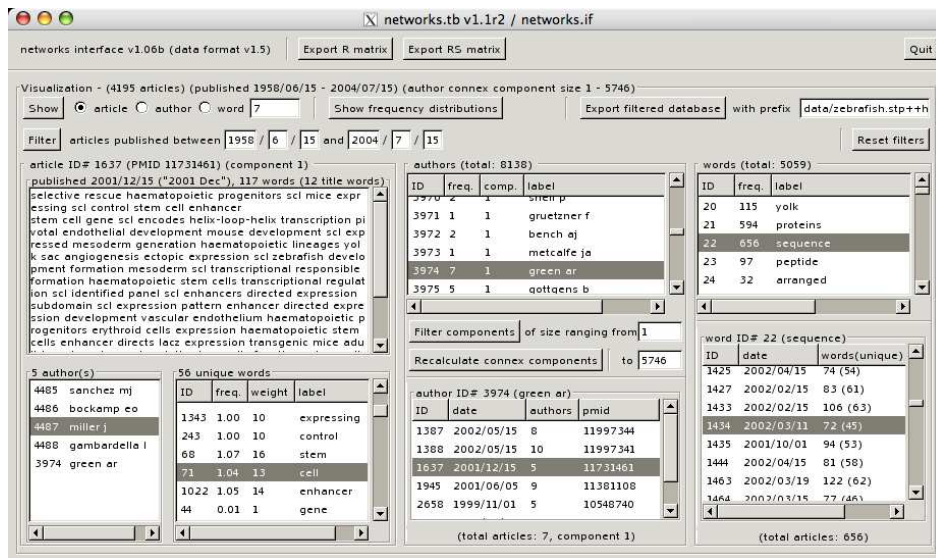 networks.tb v1.1r2 / networks.if
networks interface v1.06b (data format v1.5) Export R matrix Export RS matrix Quit
Visualization - (4195 articles) (published 1958/06/15 - 2004/07/15) (author connex component size 1 - 5746)
Show article author word 7 Show frequency distributions Export filtered database with prefix data/zebrafish.stp++h
Filter articles published between 1958 / 6 / 15 and 2004 / 7 / 15 Reset filters
article ID# 1637 (PMID 11731461) (component 1)
published 2001/12/15 ("2001 Dec"), 117 words (12 title words)
selective rescue haematopoietic progenitors scl mice expr
essing scl control stem cell enhancer
stem cell gene scl encodes helix-loop-helix transcription pi
votal endothelial development mouse development scl exp
ressed mesoderm generation haematopoietic lineages yol
k sac angiogenesis ectopic expression scl zebrafish develo
pment formation mesoderm scl transcriptional responsible
formation haematopoietic stem cells transcriptional regulat
ion scl identified panel scl enhancers directed expression
subdomain scl expression pattern enhancer directed expre
ssion development vascular endothelium haematopoietic p
rogenitors erythroid cells expression haematopoietic stem
cells enhancer directs lacz expression transgenic mice adu
5 author(s)
4485 sanchez mj
4486 bockamp eo
4487 miller j
4488 gambardella l
3974 green ar
56 unique words
ID freq. weight label
1343 1.00 10 expressing
243 1.00 10 control
68 1.07 16 stem
71 1.04 13 cell
1022 1.05 14 enhancer
44 0.01 1 gene
authors (total: 8138)
ID freq. comp. label
3970 2 1 snell p
3971 1 1 gruetzner f
3972 2 1 bench aj
3973 1 1 metcalfe ja
3974 7 1 green ar
3975 5 1 gottgens b
Filter components of size ranging from 1
Recalculate connex components to 5746
author ID# 3974 (green ar)
ID date authors pmid
1387 2002/05/15 8 11997344
1388 2002/05/15 10 11997341
1637 2001/12/15 5 11731461
1945 2001/06/05 9 11381108
2658 1999/11/01 5 10548740
(total articles: 7, component 1)
words (total: 5059)
ID freq. label
20 115 yolk
21 594 proteins
22 656 sequence
23 97 peptide
24 32 arranged
word ID# 22 (sequence)
ID date words(unique)
1425 2002/04/15 74 (54)
1427 2002/02/15 83 (61)
1433 2002/02/15 106 (63)
1434 2002/03/11 72 (45)
1435 2001/10/01 94 (53)
1444 2002/04/15 81 (58)
1463 2002/03/19 122 (62)
1464 2002/03/15 77 (46)
(total articles: 656)